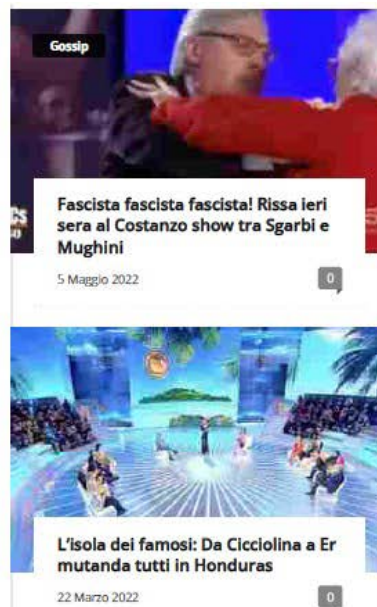 Gossip
Fascista fascista fascista! Rissa ieri
sera al Costanzo show tra Sgarbi e
Mughini
5 Maggio 2022
0
L'isola dei famosi: Da Cicciolina a Er
mutanda tutti in Honduras
22 Marzo 2022
0